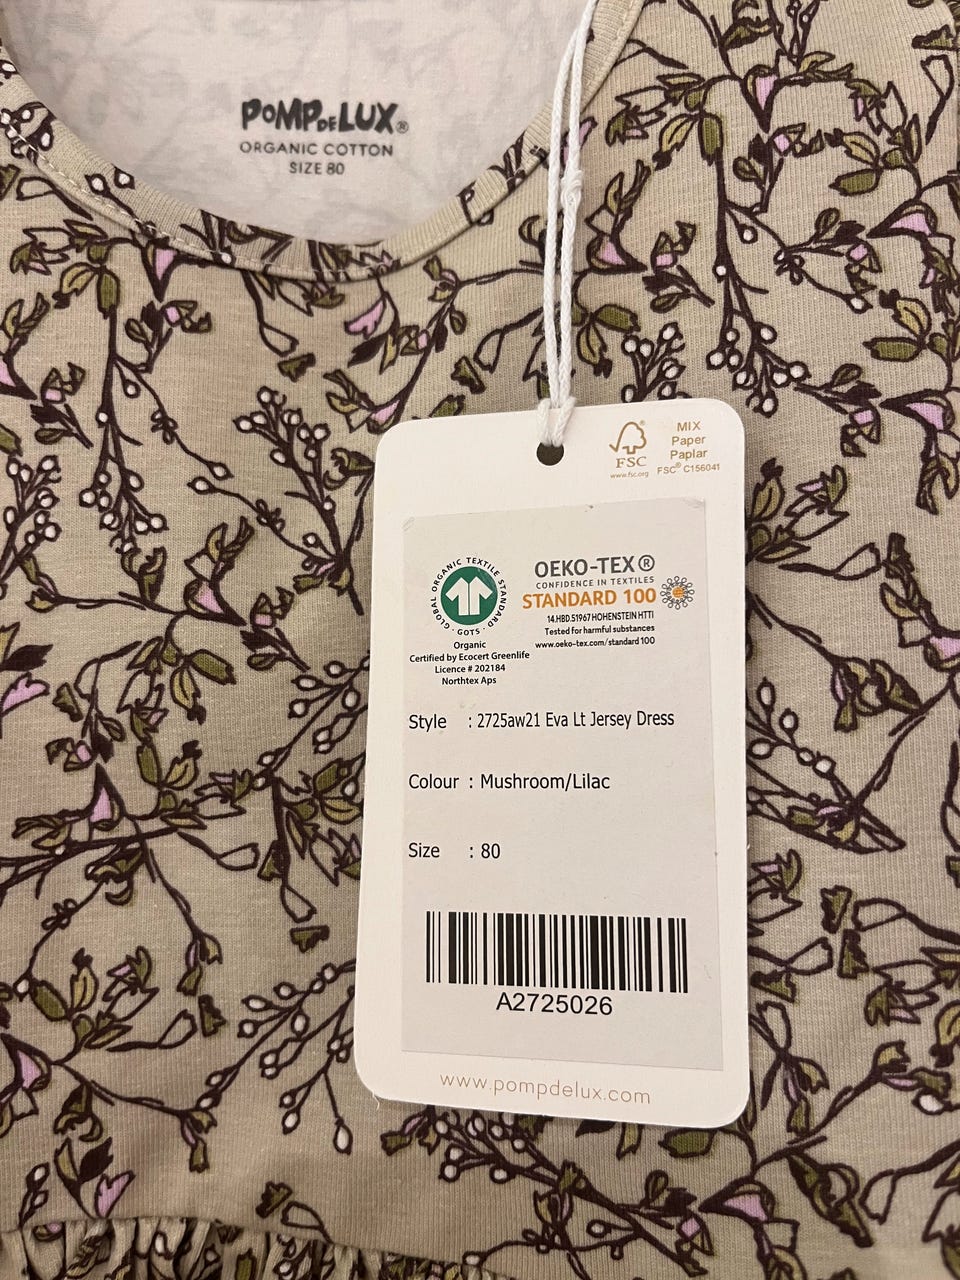 POMPDELUX®
ORGANIC COTTON
SIZE 80
FSC
www.fsc.org
MIX
Paper
Paplar
FSC® C156041
GLOBAL ORGANIC TEXTILE STANDARD
· GOTS ·
Organic
Certified by Ecocert Greenlife
Licence # 202184
Northtex Aps
OEKO-TEX®
CONFIDENCE IN TEXTILES
STANDARD 100
14.HBD.51967 HOHENSTEIN HTTI
Tested for harmful substances
www.oeko-tex.com/standard 100
Style : 2725aw21 Eva Lt Jersey Dress
Colour : Mushroom/Lilac
Size : 80
A2725026
www.pompdelux.com